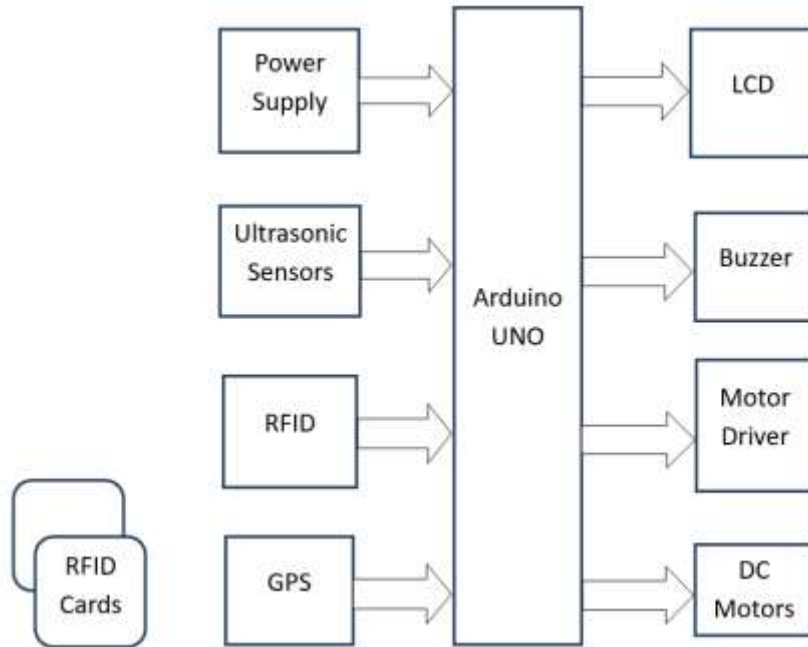 Power
Supply
LCD
Ultrasonic
Sensors
Buzzer
Arduino
UNO
RFID
Motor
Driver
GPS
DC
Motors
RFID
Cards